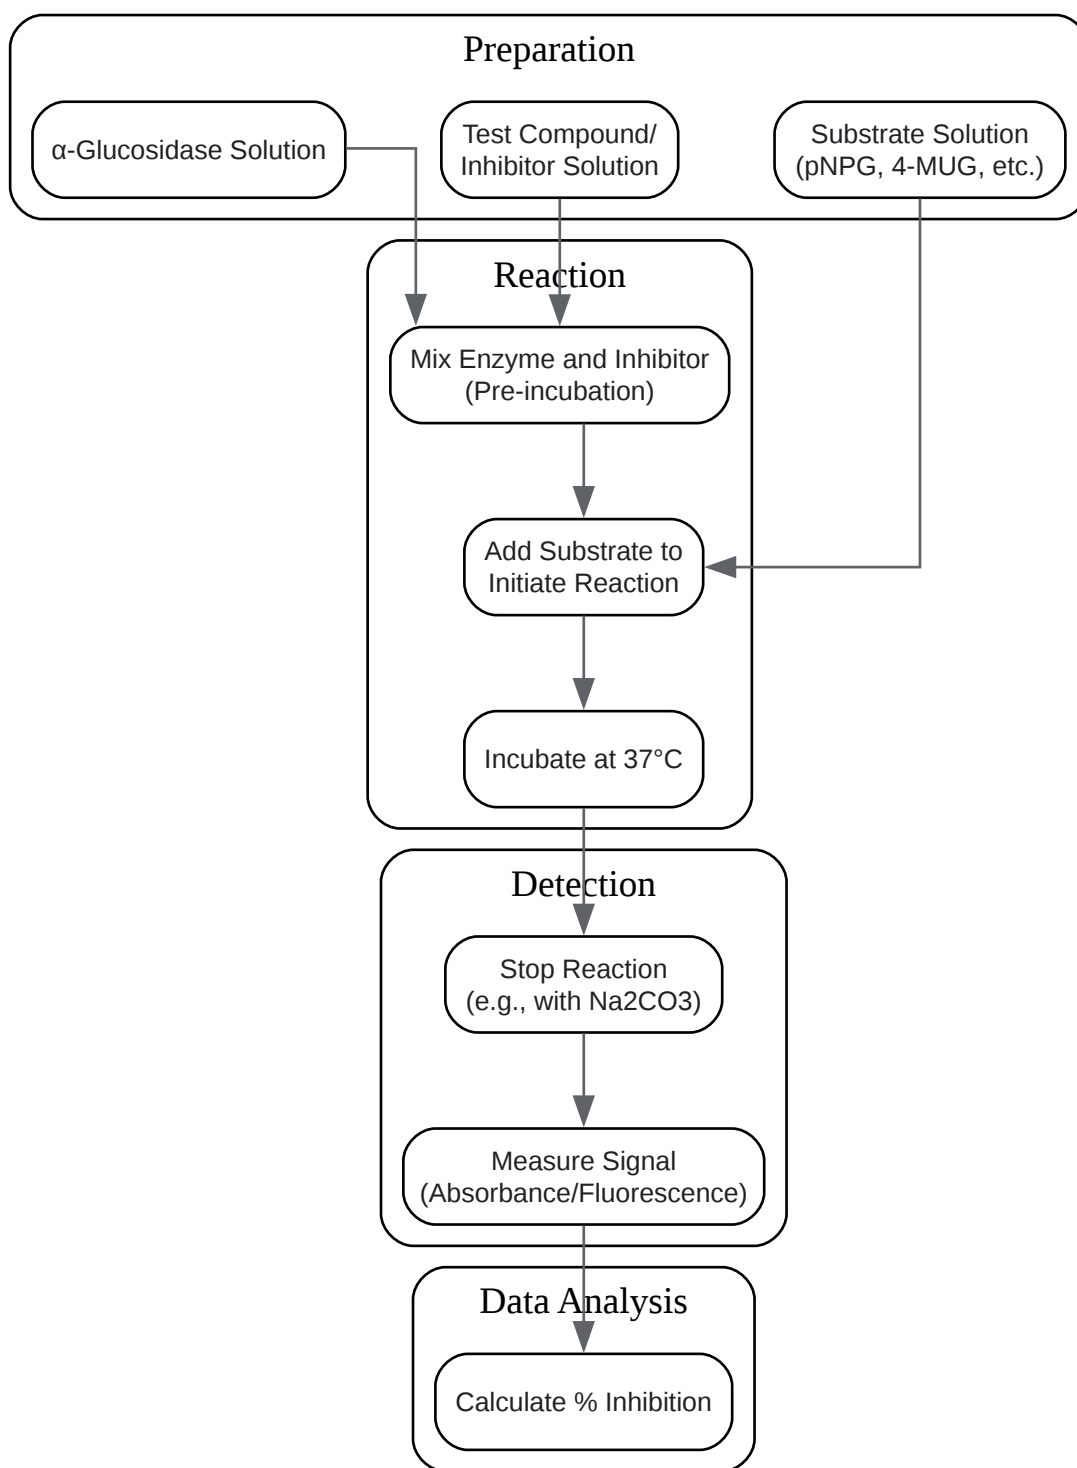 Preparation
α-Glucosidase Solution
Test Compound/
Inhibitor Solution
Substrate Solution
(pNPG, 4-MUG, etc.)
Reaction
Mix Enzyme and Inhibitor
(Pre-incubation)
Add Substrate to
Initiate Reaction
Incubate at 37°C
Detection
Stop Reaction
(e.g., with Na2CO3)
Measure Signal
(Absorbance/Fluorescence)
Data Analysis
Calculate % Inhibition